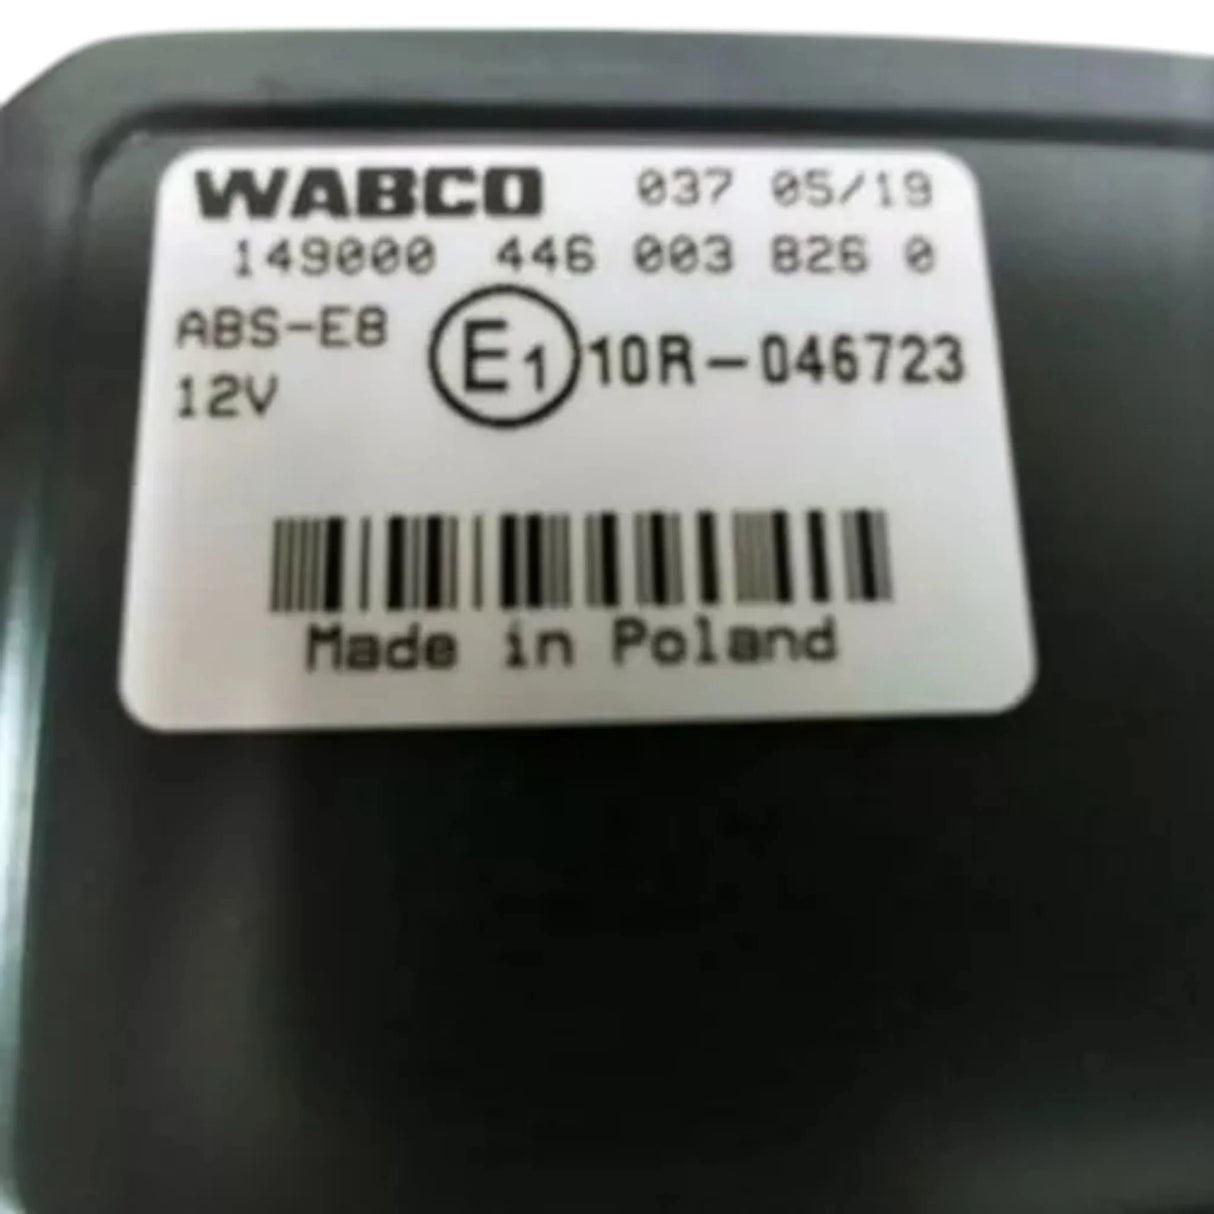 WABCO 037 05/19
149000 446 003 826 0
ABS-E8 E1 10R-046723
12V
Made in Poland